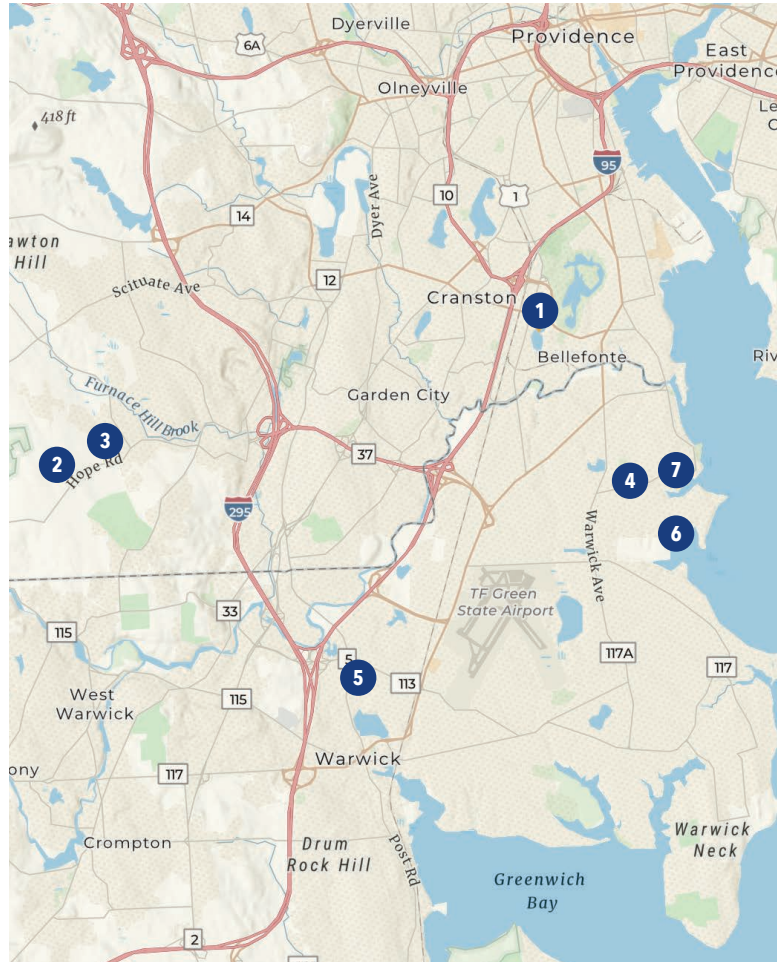 Dyerville
Providence
6A
East
Providence
Olneyville
418 ft
95
10
1
14
Dyer Ave
awton
Hill
12
Scituate Ave
Cranston
1
Bellefonte
Riv
Furnace Hill Brook
Garden City
3
2
Hope Rd
37
4
7
295
6
Warwick Ave
TF Green
State Airport
33
115
117A
117
5
5
113
West
Warwick
115
Warwick
ony
117
Crompton
Drum
Rock Hill
Post Rd
Warwick
Neck
Greenwich
Bay
2